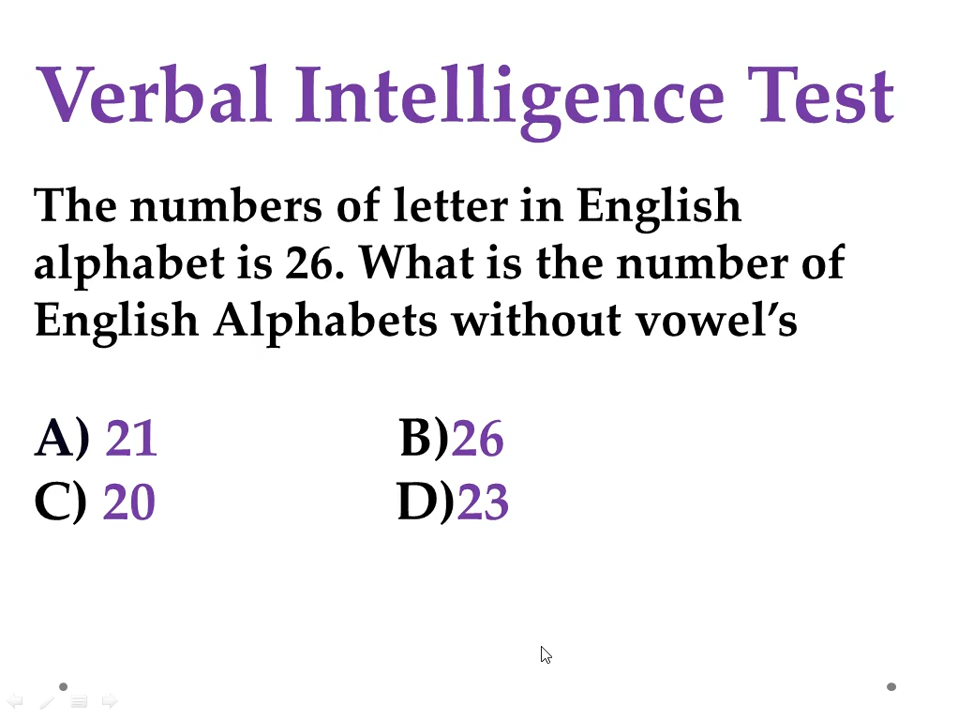 Verbal Intelligence Test
The numbers of letter in English
alphabet is 26. What is the number of
English Alphabets without vowel’s
A) 21 B)26
C) 20 D)23